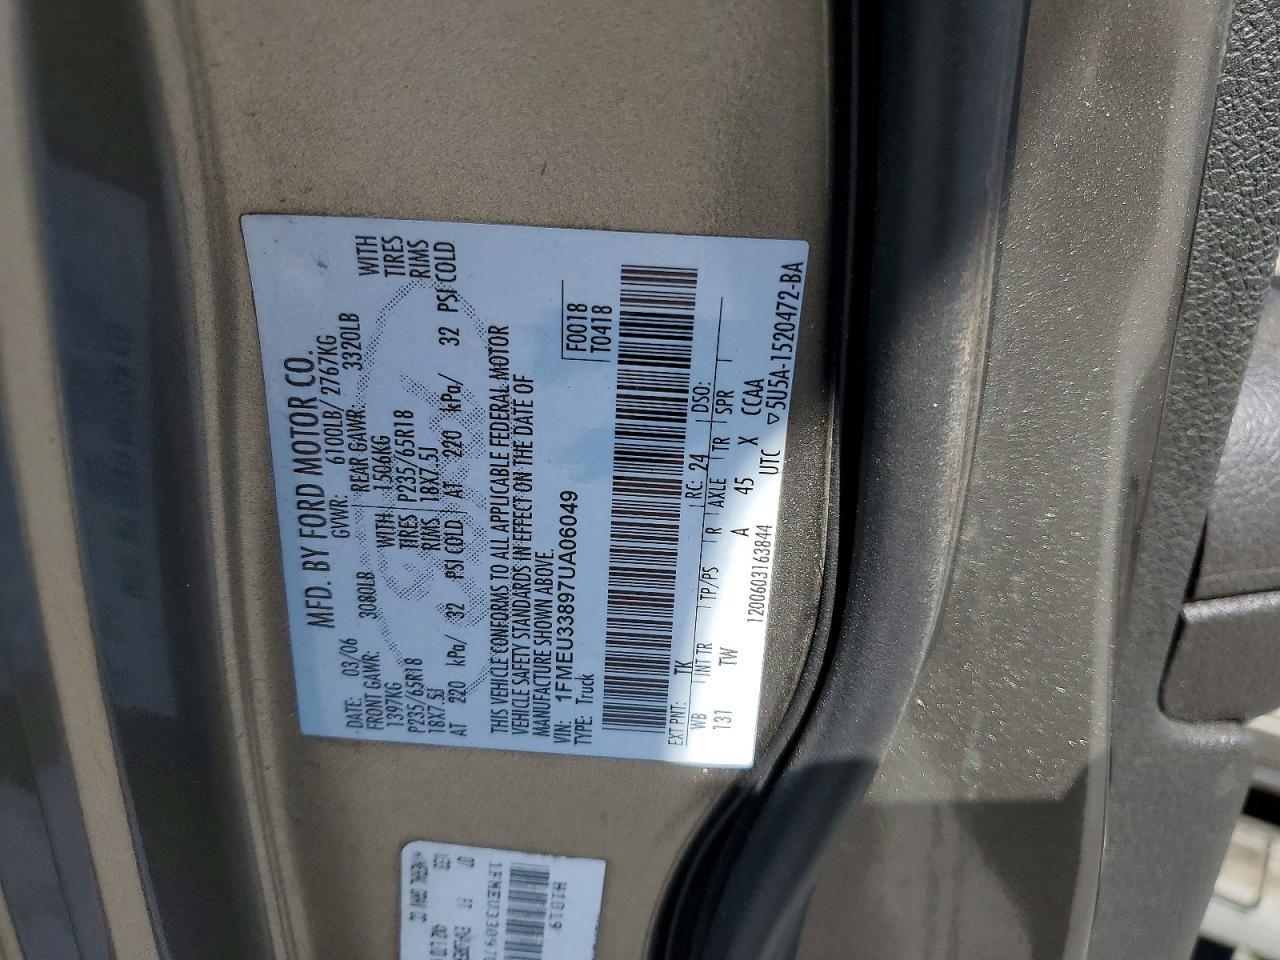 MFD. BY FORD MOTOR CO.
DATE: 03/06 GVWR: 6100LB/ 2767KG
FRONT GAWR: 3080LB REAR GAWR: 3320LB
1397KG WITH 1506KG WITH
P235/65R18 TIRES P235/65R18 TIRES
18X7.5J RIMS 18X7.5J RIMS
AT 220 kPa/ 32 PSI COLD AT 220 kPa/ 32 PSI COLD
THIS VEHICLE CONFORMS TO ALL APPLICABLE FEDERAL MOTOR
VEHICLE SAFETY STANDARDS IN EFFECT ON THE DATE OF
MANUFACTURE SHOWN ABOVE.
VIN: 1FMEU33897UA06049 F0018
TYPE: Truck T0418
EXT PNT: TK RC: 24 DSO:
WB INT TR TP/PS R AXLE TR SPR
131 TW A 45 X CCAA
1200603163844 UTC ▽5U5A-1520472-BA
H1019